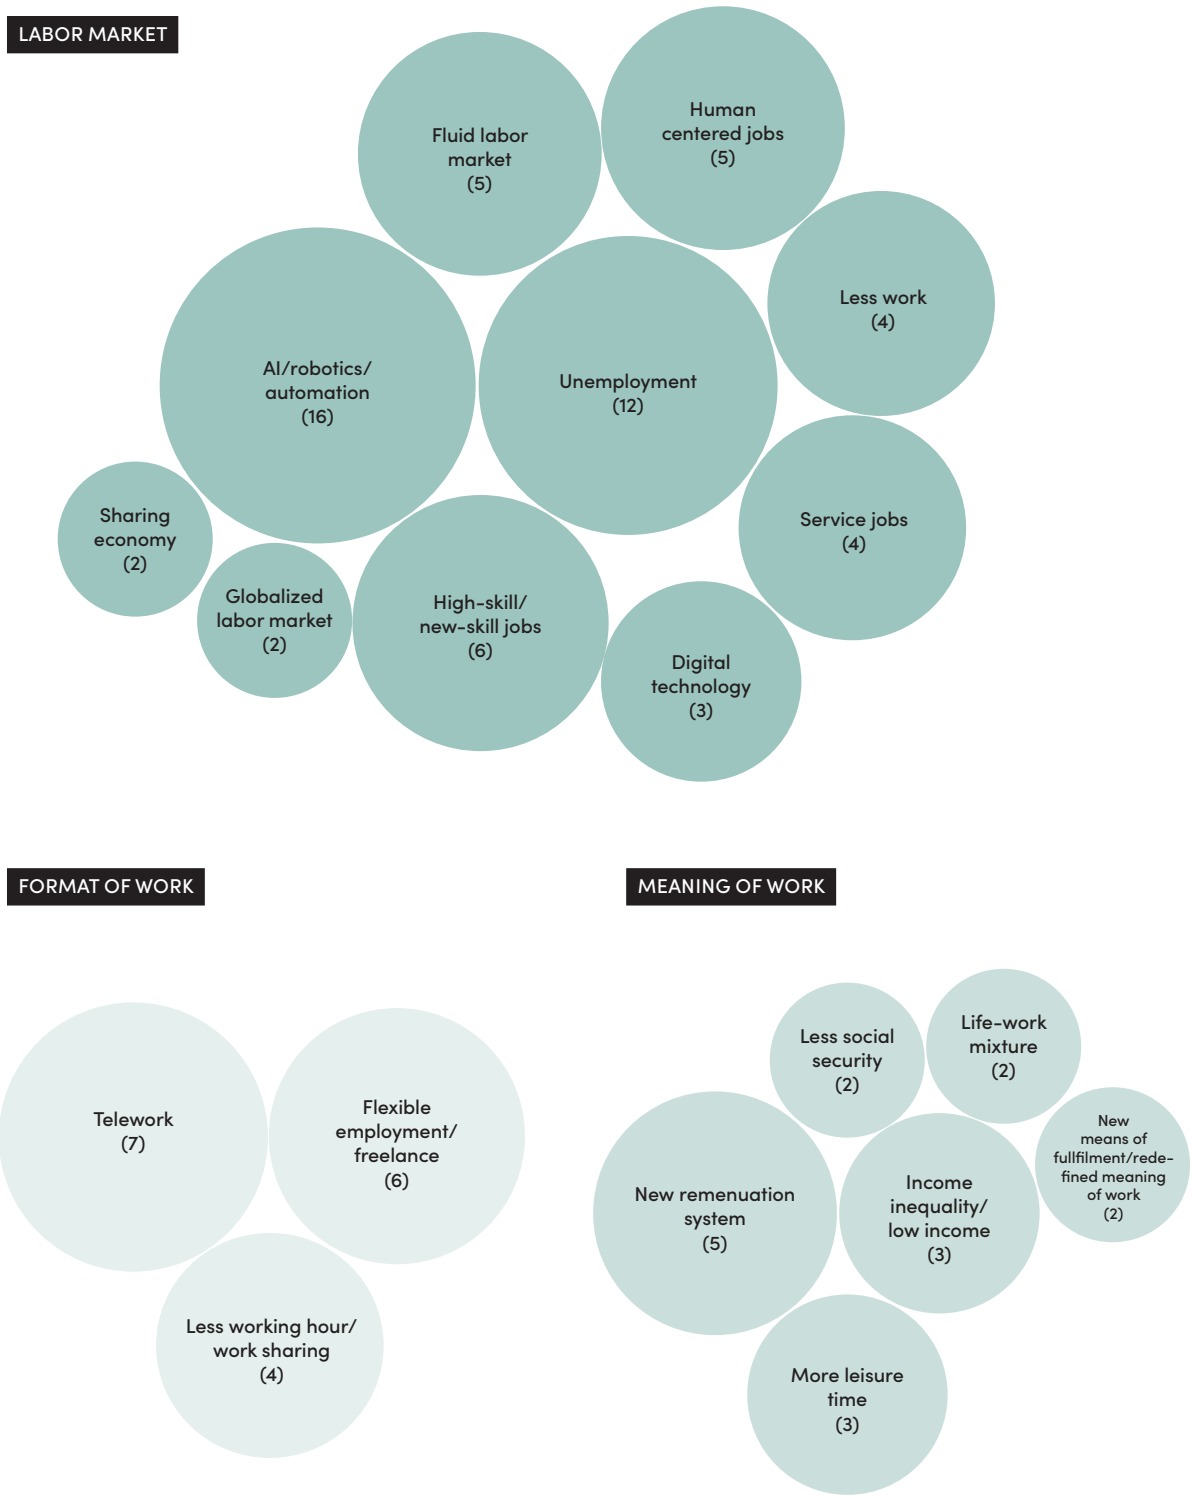 LABOR MARKET
Human
centered jobs
(5)
Fluid labor
market
(5)
Less work
(4)
AI/robotics/
automation
(16)
Unemployment
(12)
Sharing
economy
(2)
Service jobs
(4)
Globalized
labor market
(2)
High-skill/
new-skill jobs
(6)
Digital
technology
(3)
FORMAT OF WORK
Telework
(7)
Flexible
employment/
freelance
(6)
Less working hour/
work sharing
(4)
MEANING OF WORK
Less social
security
(2)
Life-work
mixture
(2)
New
means of
fullfilment/rede-
fined meaning
of work
(2)
New remenuation
system
(5)
Income
inequality/
low income
(3)
More leisure
time
(3)